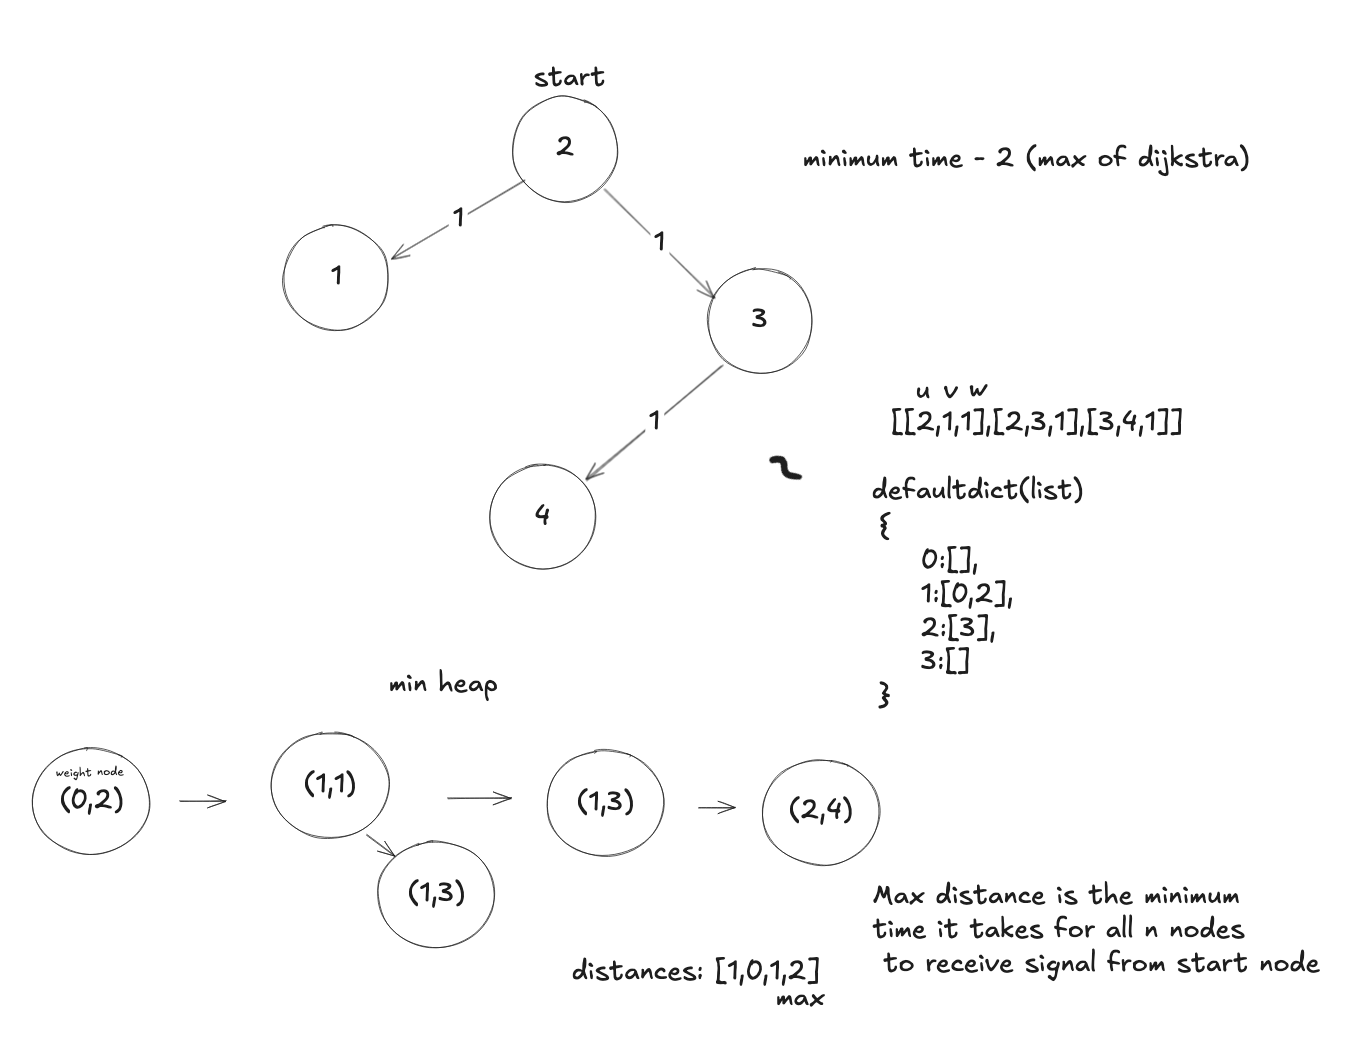 start
2
minimum time - 2 (max of dijkstra)
1
1
1
3
u v w
1
[[2,1,1],[2,3,1],[3,4,1]]
defaultdict(list)
4
{
0:[],
1:[0,2],
2:[3],
3:[]
}
min heap
weight node
(0,2)
(1,1)
(1,3)
(2,4)
(1,3)
Max distance is the minimum
time it takes for all n nodes
to receive signal from start node
distances: [1,0,1,2]
max